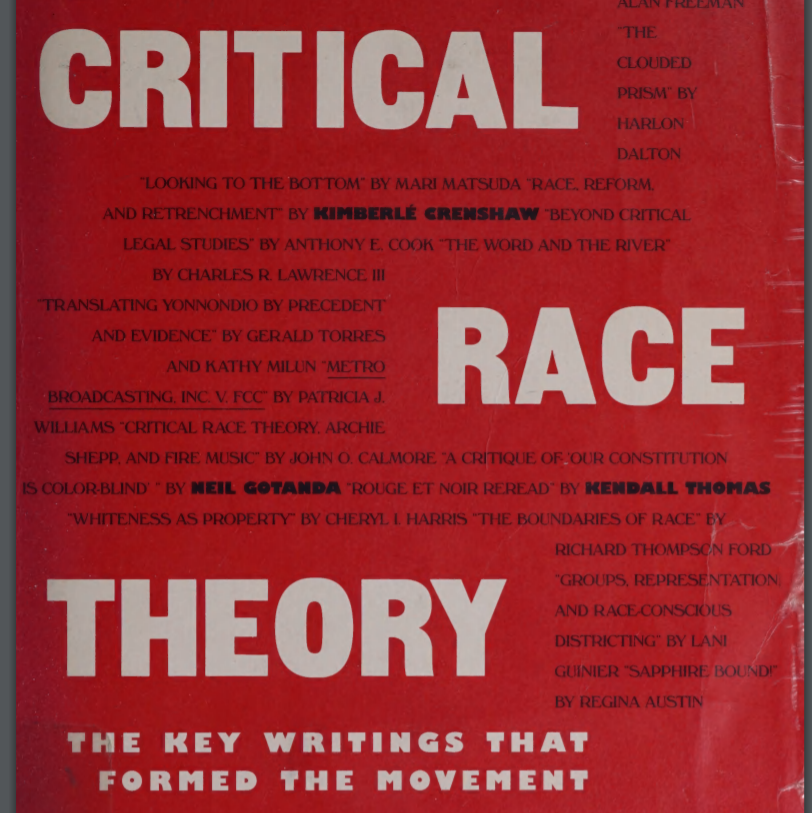 ALAN FREEMAN
CRITICAL
"THE
CLOUDED
PRISM" BY
HARLON
DALTON
"LOOKING TO THE BOTTOM" BY MARI MATSUDA "RACE, REFORM,
AND RETRENCHMENT" BY KIMBERLÉ CRENSHAW "BEYOND CRITICAL
LEGAL STUDIES" BY ANTHONY E. COOK "THE WORD AND THE RIVER"
BY CHARLES R. LAWRENCE III
"TRANSLATING YONNONDIO BY PRECEDENT
AND EVIDENCE" BY GERALD TORRES
AND KATHY MILUN "METRO
BROADCASTING, INC. V. FCC" BY PATRICIA J.
WILLIAMS "CRITICAL RACE THEORY, ARCHIE
RACE
SHEPP, AND FIRE MUSIC" BY JOHN O. CALMORE "A CRITIQUE OF 'OUR CONSTITUTION
IS COLOR-BLIND' " BY NEIL GOTANDA "ROUGE ET NOIR REREAD" BY KENDALL THOMAS
"WHITENESS AS PROPERTY" BY CHERYL I. HARRIS "THE BOUNDARIES OF RACE" BY
RICHARD THOMPSON FORD
"GROUPS, REPRESENTATION,
AND RACE-CONSCIOUS
DISTRICTING" BY LANI
GUINIER "SAPPHIRE BOUND!"
BY REGINA AUSTIN
THEORY
THE KEY WRITINGS THAT
FORMED THE MOVEMENT